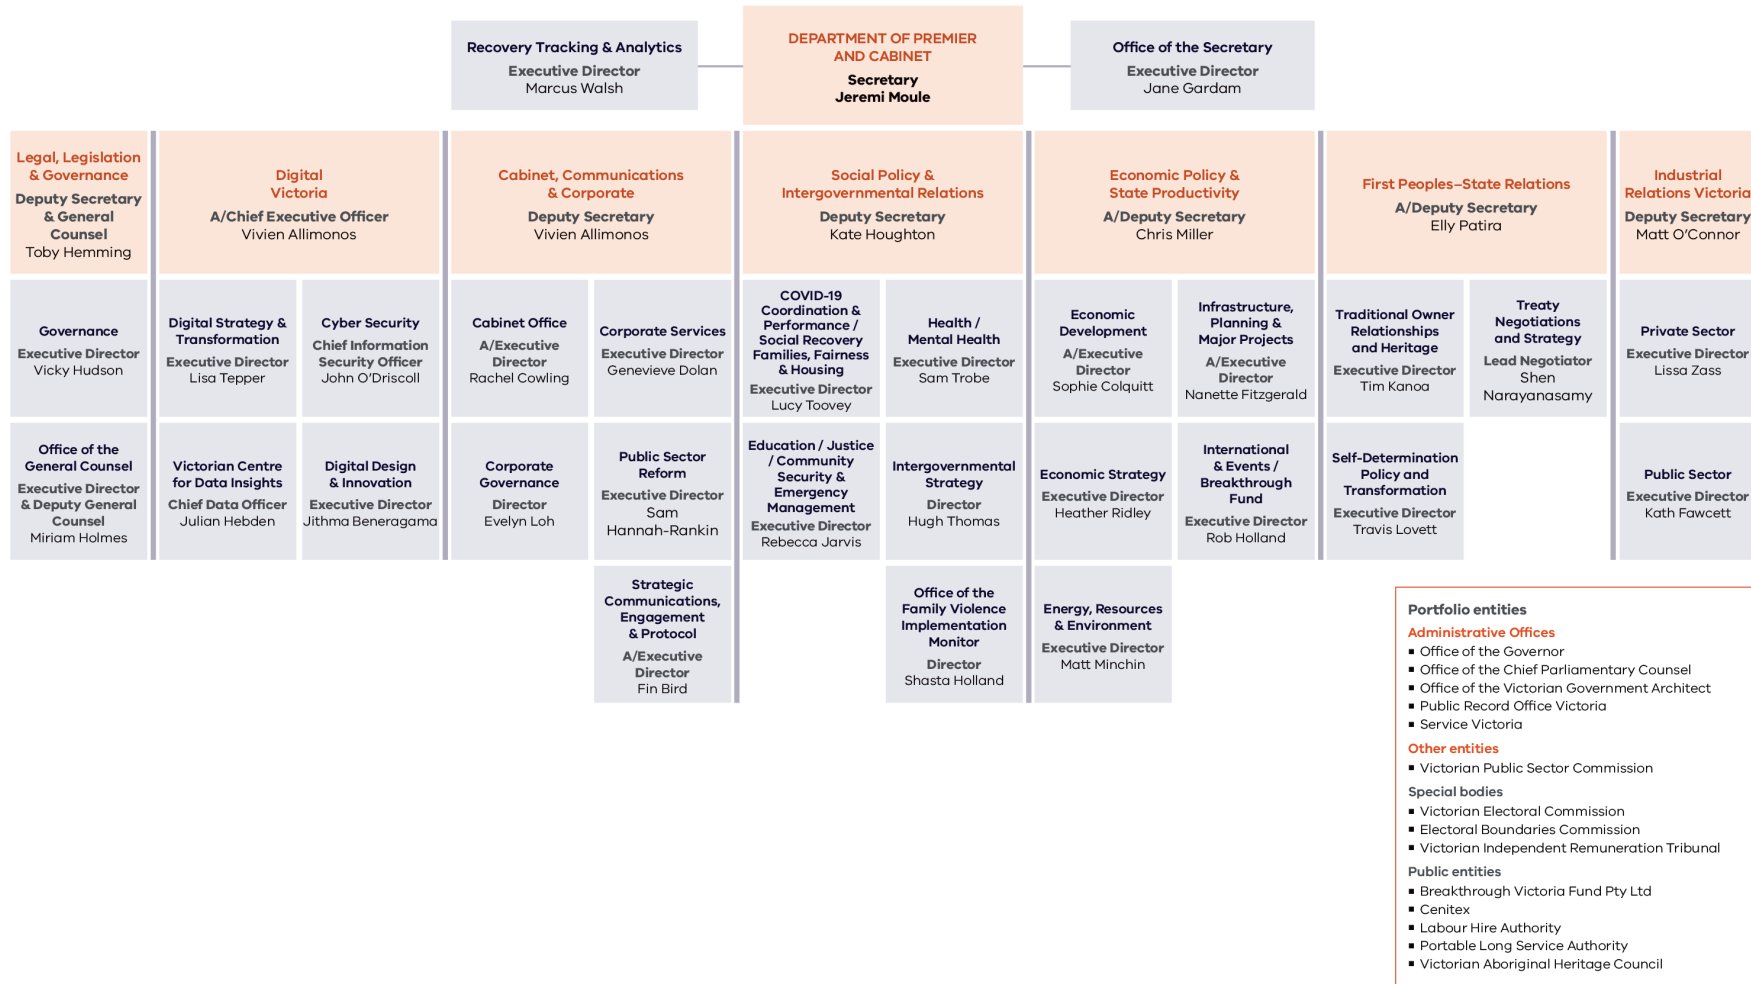 Recovery Tracking & Analytics
Executive Director
Marcus Walsh
DEPARTMENT OF PREMIER
AND CABINET
Secretary
Jeremi Moule
Office of the Secretary
Executive Director
Jane Gardam
Legal, Legislation
& Governance
Deputy Secretary
& General
Counsel
Toby Hemming
Digital
Victoria
A/Chief Executive Officer
Vivien Allimonos
Cabinet, Communications
& Corporate
Deputy Secretary
Vivien Allimonos
Social Policy &
Intergovernmental Relations
Deputy Secretary
Kate Houghton
Economic Policy &
State Productivity
A/Deputy Secretary
Chris Miller
First Peoples–State Relations
A/Deputy Secretary
Elly Patira
Industrial
Relations Victoria
Deputy Secretary
Matt O’Connor
Governance
Executive Director
Vicky Hudson
Digital Strategy &
Transformation
Executive Director
Lisa Tepper
Cyber Security
Chief Information
Security Officer
John O’Driscoll
Cabinet Office
A/Executive
Director
Rachel Cowling
Corporate Services
Executive Director
Genevieve Dolan
COVID-19
Coordination &
Performance /
Social Recovery
Families, Fairness
& Housing
Executive Director
Lucy Toovey
Health /
Mental Health
Executive Director
Sam Trobe
Economic
Development
A/Executive
Director
Sophie Colquitt
Infrastructure,
Planning &
Major Projects
A/Executive
Director
Nanette Fitzgerald
Traditional Owner
Relationships
and Heritage
Executive Director
Tim Kanoa
Treaty
Negotiations
and Strategy
Lead Negotiator
Shen
Narayanasamy
Private Sector
Executive Director
Lissa Zass
Office of the
General Counsel
Executive Director
& Deputy General
Counsel
Miriam Holmes
Victorian Centre
for Data Insights
Chief Data Officer
Julian Hebden
Digital Design
& Innovation
Executive Director
Jithma Beneragama
Corporate
Governance
Director
Evelyn Loh
Public Sector
Reform
Executive Director
Sam
Hannah-Rankin
Education / Justice
/ Community
Security &
Emergency
Management
Executive Director
Rebecca Jarvis
Intergovernmental
Strategy
Director
Hugh Thomas
Economic Strategy
Executive Director
Heather Ridley
International
& Events /
Breakthrough
Fund
Executive Director
Rob Holland
Self-Determination
Policy and
Transformation
Executive Director
Travis Lovett
Public Sector
Executive Director
Kath Fawcett
Strategic
Communications,
Engagement
& Protocol
A/Executive
Director
Fin Bird
Office of the
Family Violence
Implementation
Monitor
Director
Shasta Holland
Energy, Resources
& Environment
Executive Director
Matt Minchin
Portfolio entities
Administrative Offices
▪ Office of the Governor
▪ Office of the Chief Parliamentary Counsel
▪ Office of the Victorian Government Architect
▪ Public Record Office Victoria
▪ Service Victoria
Other entities
▪ Victorian Public Sector Commission
Special bodies
▪ Victorian Electoral Commission
▪ Electoral Boundaries Commission
▪ Victorian Independent Remuneration Tribunal
Public entities
▪ Breakthrough Victoria Fund Pty Ltd
▪ Cenitex
▪ Labour Hire Authority
▪ Portable Long Service Authority
▪ Victorian Aboriginal Heritage Council